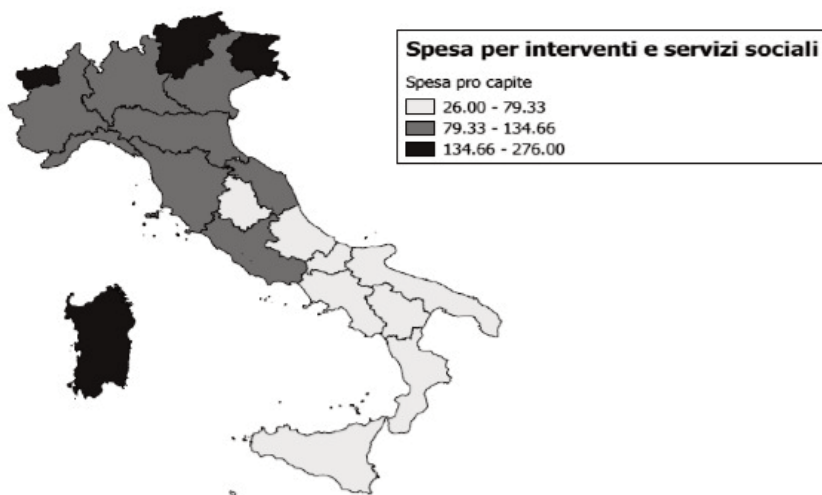 Spesa per interventi e servizi sociali
Spesa pro capite
26.00 - 79.33
79.33 - 134.66
134.66 - 276.00